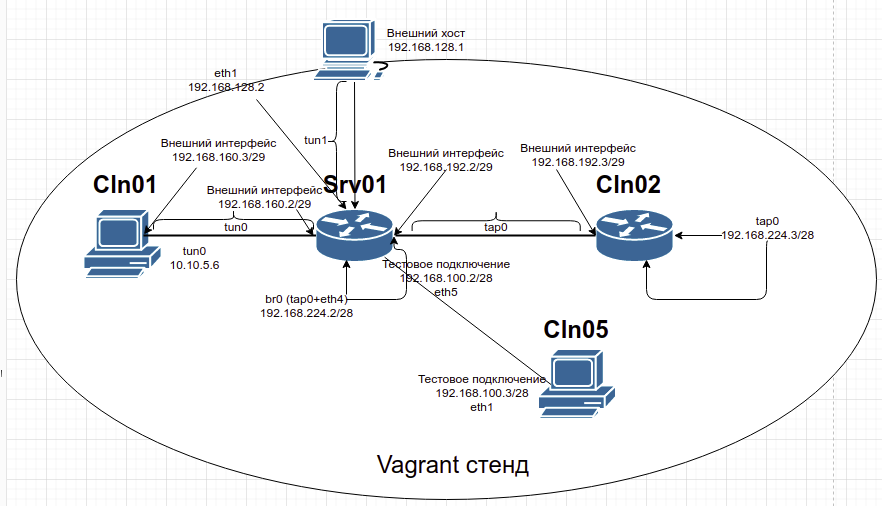 Внешний хост
192.168.128.1
eth1
192.168.128.2
tun1
Внешний интерфейс
192.168.160.3/29
Внешний интерфейс
192.168.192.2/29
Внешний интерфейс
192.168.192.3/29
Cln01
Внешний интерфейс
192.168.160.2/29
Srv01
Cln02
tun0
tap0
tap0
192.168.224.3/28
tun0
10.10.5.6
Тестовое подключение
192.168.100.2/28
eth5
br0 (tap0+eth4)
192.168.224.2/28
Cln05
Тестовое подключение
192.168.100.3/28
eth1
Vagrant стенд